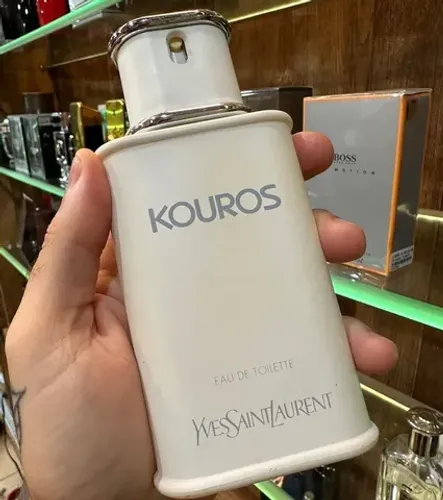 KOUROS
EAU DE TOILETTE
YVESSAINTLAURENT
BOSS